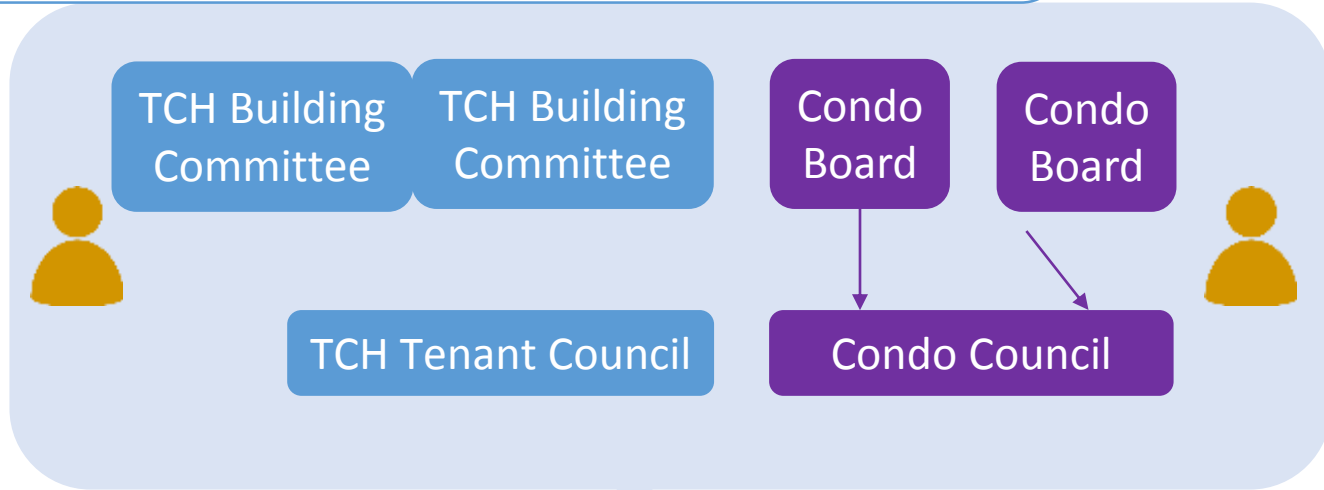 TCH Building
Committee
TCH Building
Committee
Condo
Board
Condo
Board
TCH Tenant Council
Condo Council